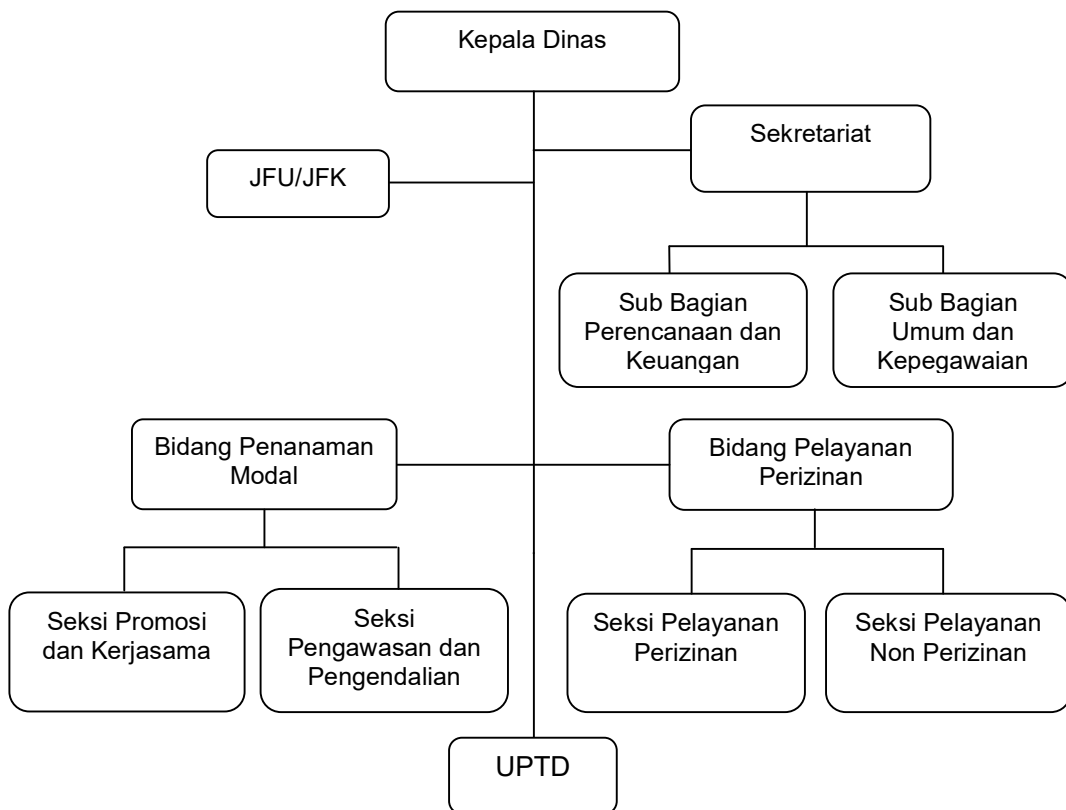 Kepala Dinas
Sekretariat
JFU/JFK
Sub Bagian
Perencanaan dan
Keuangan
Sub Bagian
Umum dan
Kepegawaian
Bidang Penanaman
Modal
Bidang Pelayanan
Perizinan
Seksi Promosi
dan Kerjasama
Seksi
Pengawasan dan
Pengendalian
Seksi Pelayanan
Perizinan
Seksi Pelayanan
Non Perizinan
UPTD